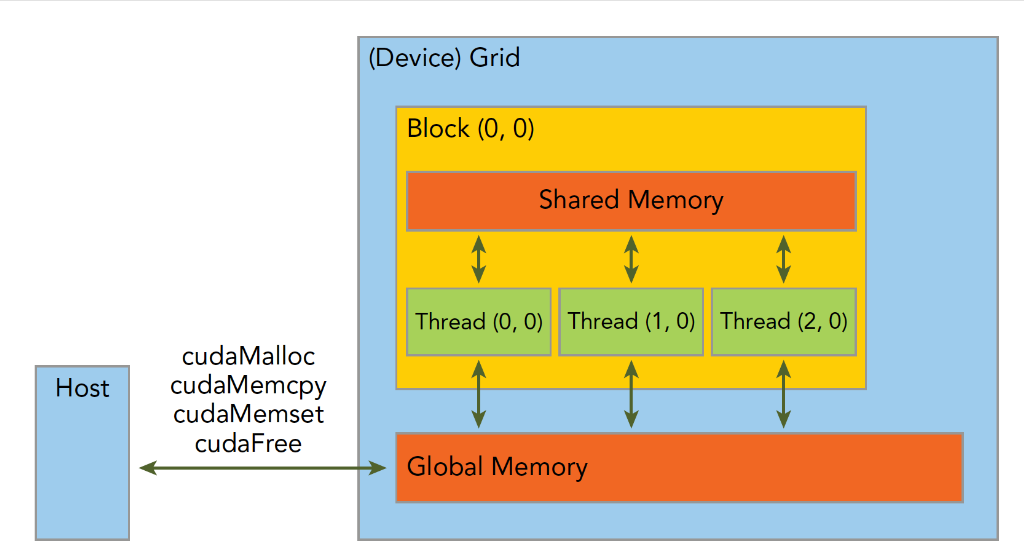 (Device) Grid
Block (0, 0)
Shared Memory
Thread (0, 0)
Thread (1, 0)
Thread (2, 0)
cudaMalloc
cudaMemcpy
cudaMemset
cudaFree
Host
Global Memory